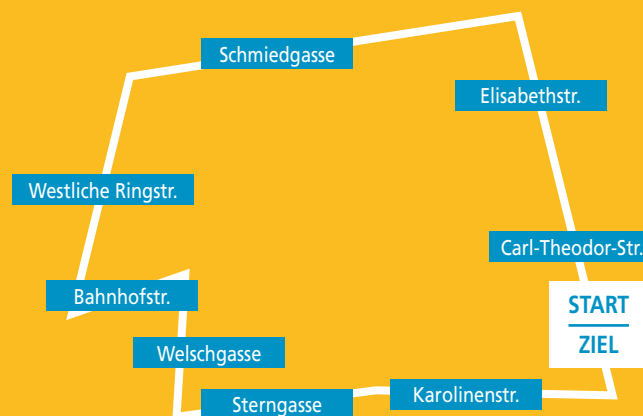 Schmiedgasse
Elisabethstr.
Westliche Ringstr.
Carl-Theodor-Str.
Bahnhofstr.
START
ZIEL
Welschgasse
Karolinenstr.
Sterngasse